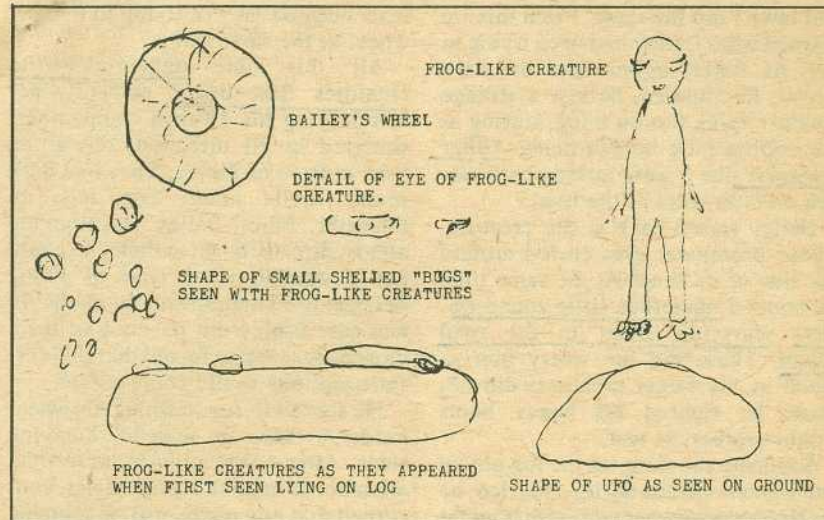 FROG-LIKE CREATURE
BAILEY'S WHEEL
DETAIL OF EYE OF FROG-LIKE
CREATURE.
SHAPE OF SMALL SHELLED "BUGS"
SEEN WITH FROG-LIKE CREATURES
FROG-LIKE CREATURES AS THEY APPEARED
WHEN FIRST SEEN LYING ON LOG
SHAPE OF UFO AS SEEN ON GROUND